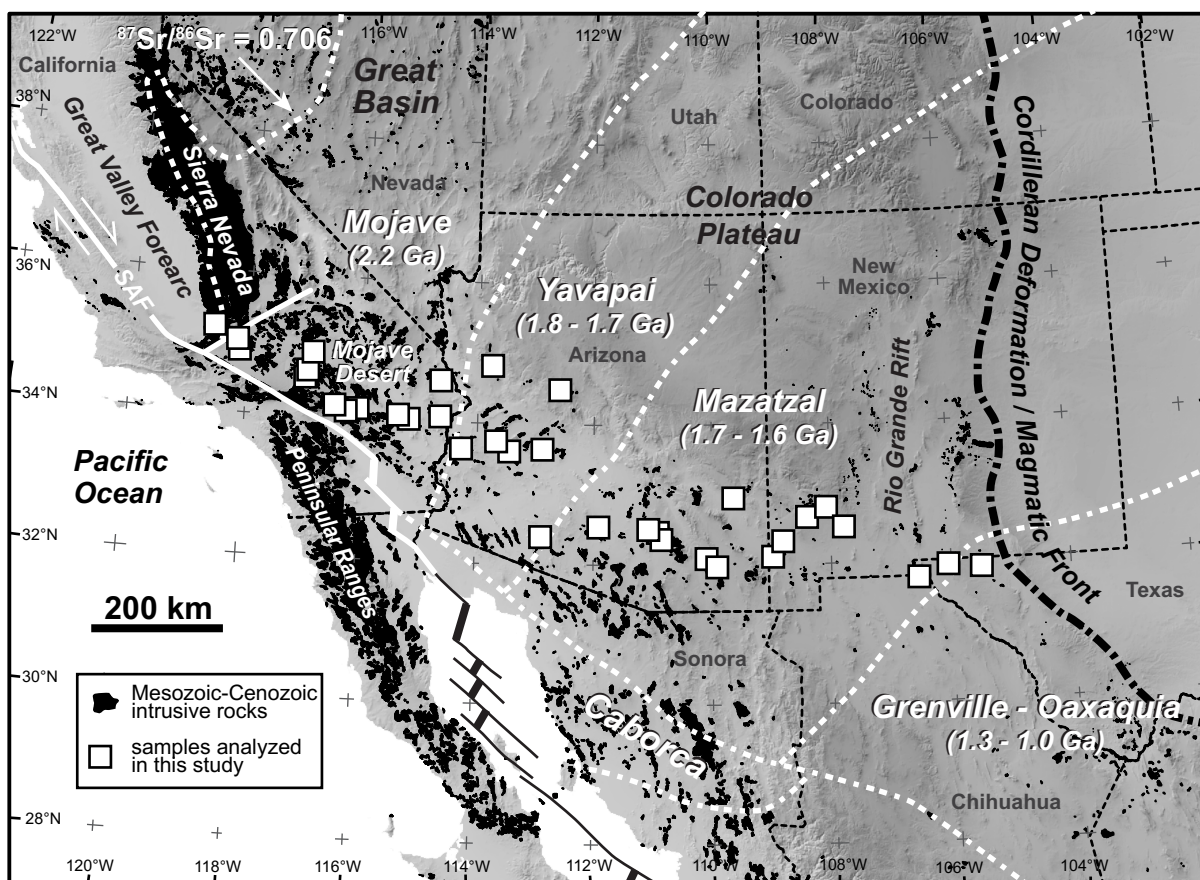 122°W
⁸⁷Sr/⁸⁶Sr = 0.706
116°W
114°W
112°W
110°W
108°W
106°W
104°W
102°W
California
Great
Basin
Utah
Colorado
38°N
Great Valley Forearc
Sierra Nevada
Nevada
Mojave
(2.2 Ga)
Colorado
Plateau
36°N
SAF
Yavapai
(1.8 - 1.7 Ga)
Arizona
New
Mexico
Cordilleran Deformation / Magmatic Front
Mojave
Desert
34°N
Mazatzal
(1.7 - 1.6 Ga)
Rio Grande Rift
Pacific
Ocean
Peninsular Ranges
32°N
200 km
Texas
Sonora
30°N
Mesozoic-Cenozoic
intrusive rocks
samples analyzed
in this study
Caborca
Grenville - Oaxaquia
(1.3 - 1.0 Ga)
Chihuahua
28°N
120°W
118°W
116°W
114°W
112°W
110°W
108°W
106°W
104°W